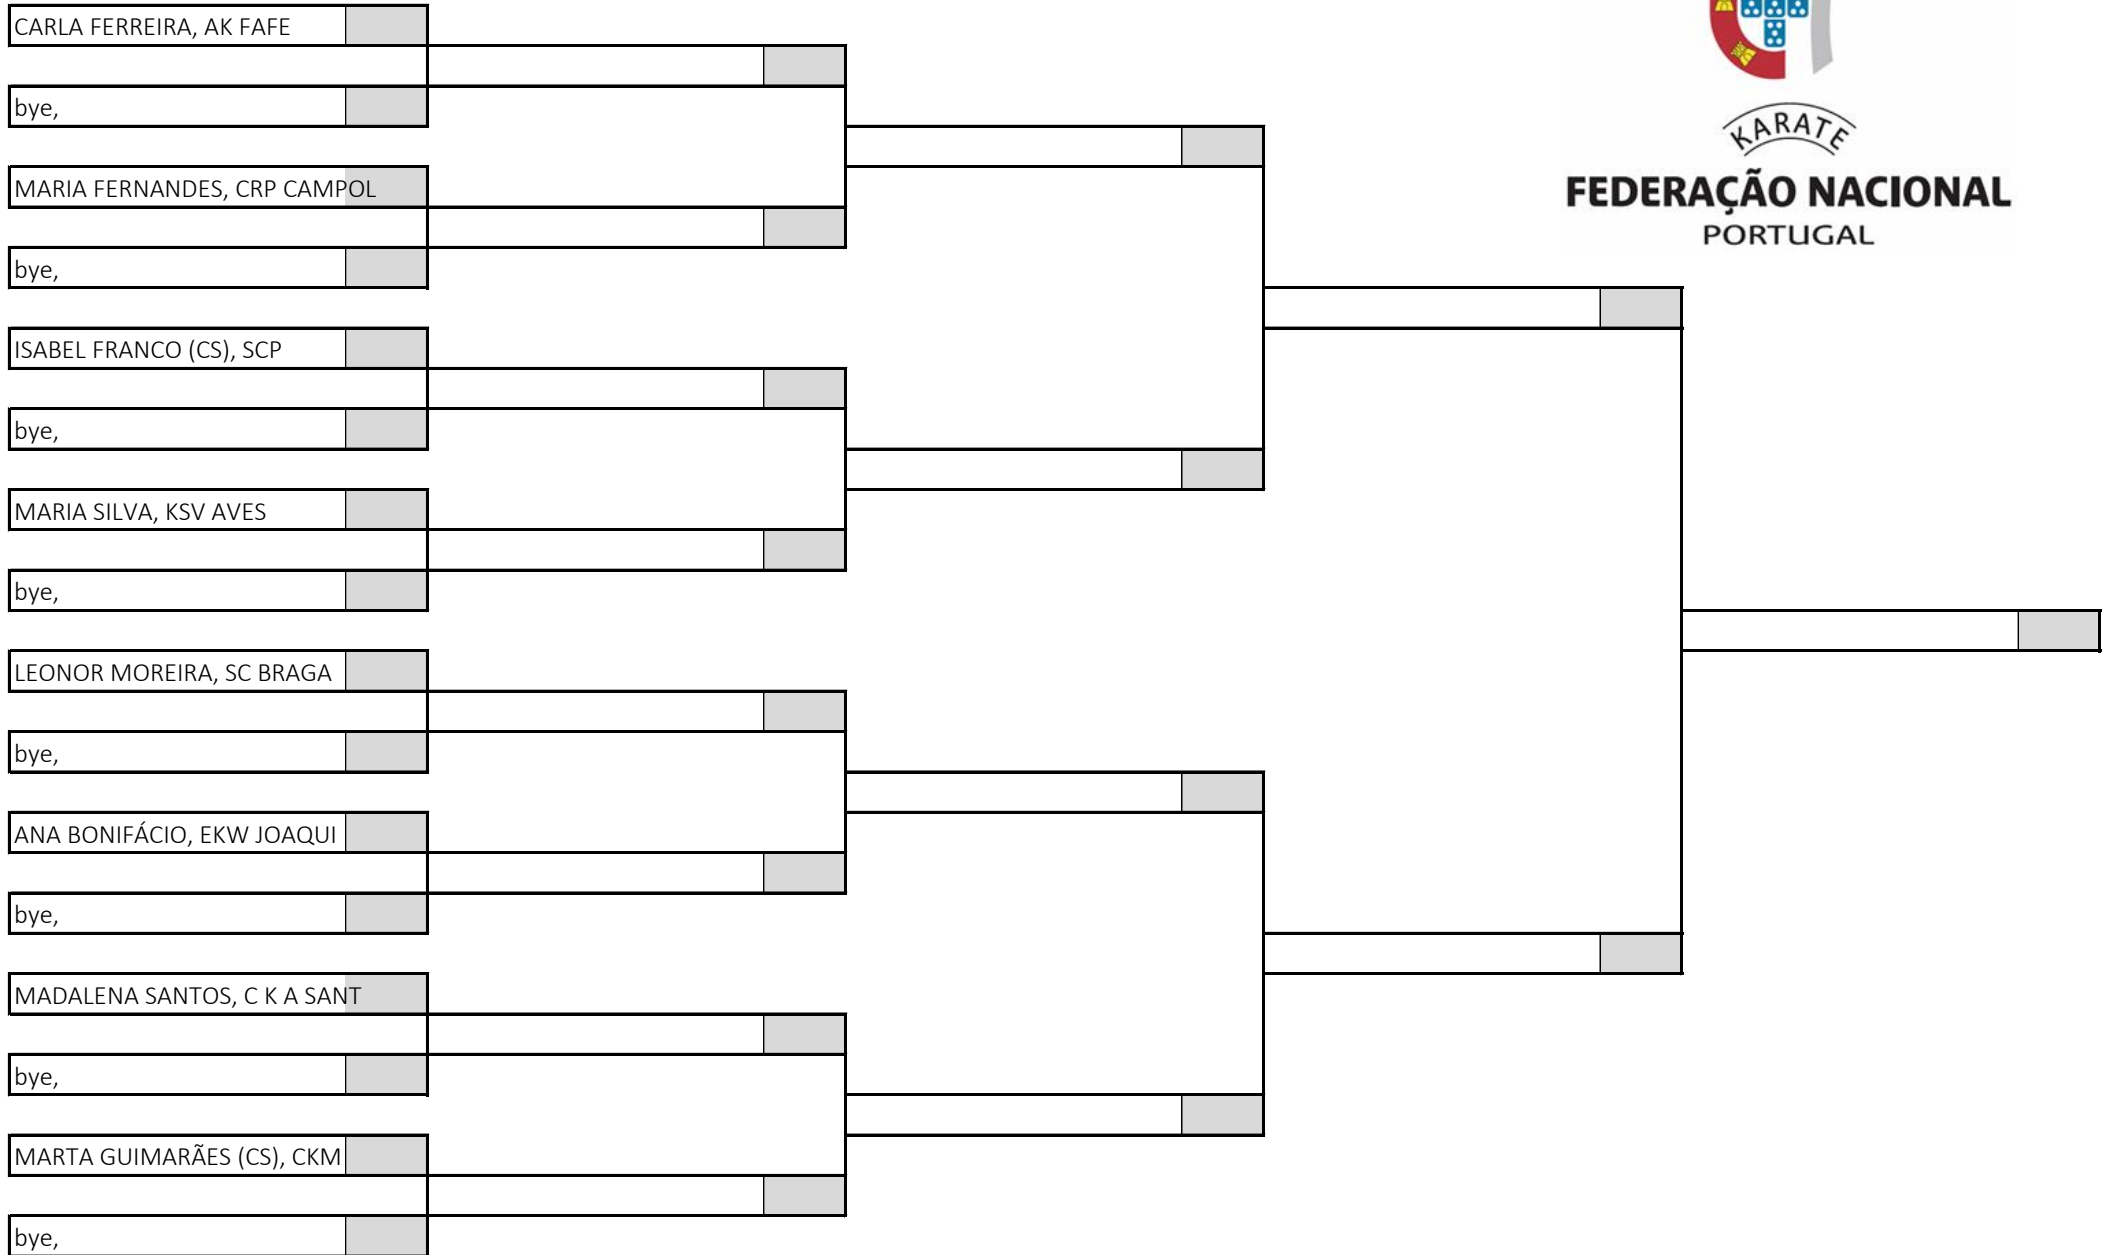 CARLA FERREIRA, AK FAFE
bye,
KARATE
MARIA FERNANDES, CRP CAMPOL
FEDERAÇÃO NACIONAL
PORTUGAL
bye,
ISABEL FRANCO (CS), SCP
bye,
MARIA SILVA, KSV AVES
bye,
LEONOR MOREIRA, SC BRAGA
bye,
ANA BONIFÁCIO, EKW JOAQUI
bye,
MADALENA SANTOS, C K A SANT
bye,
MARTA GUIMARÃES (CS), CKM
bye,